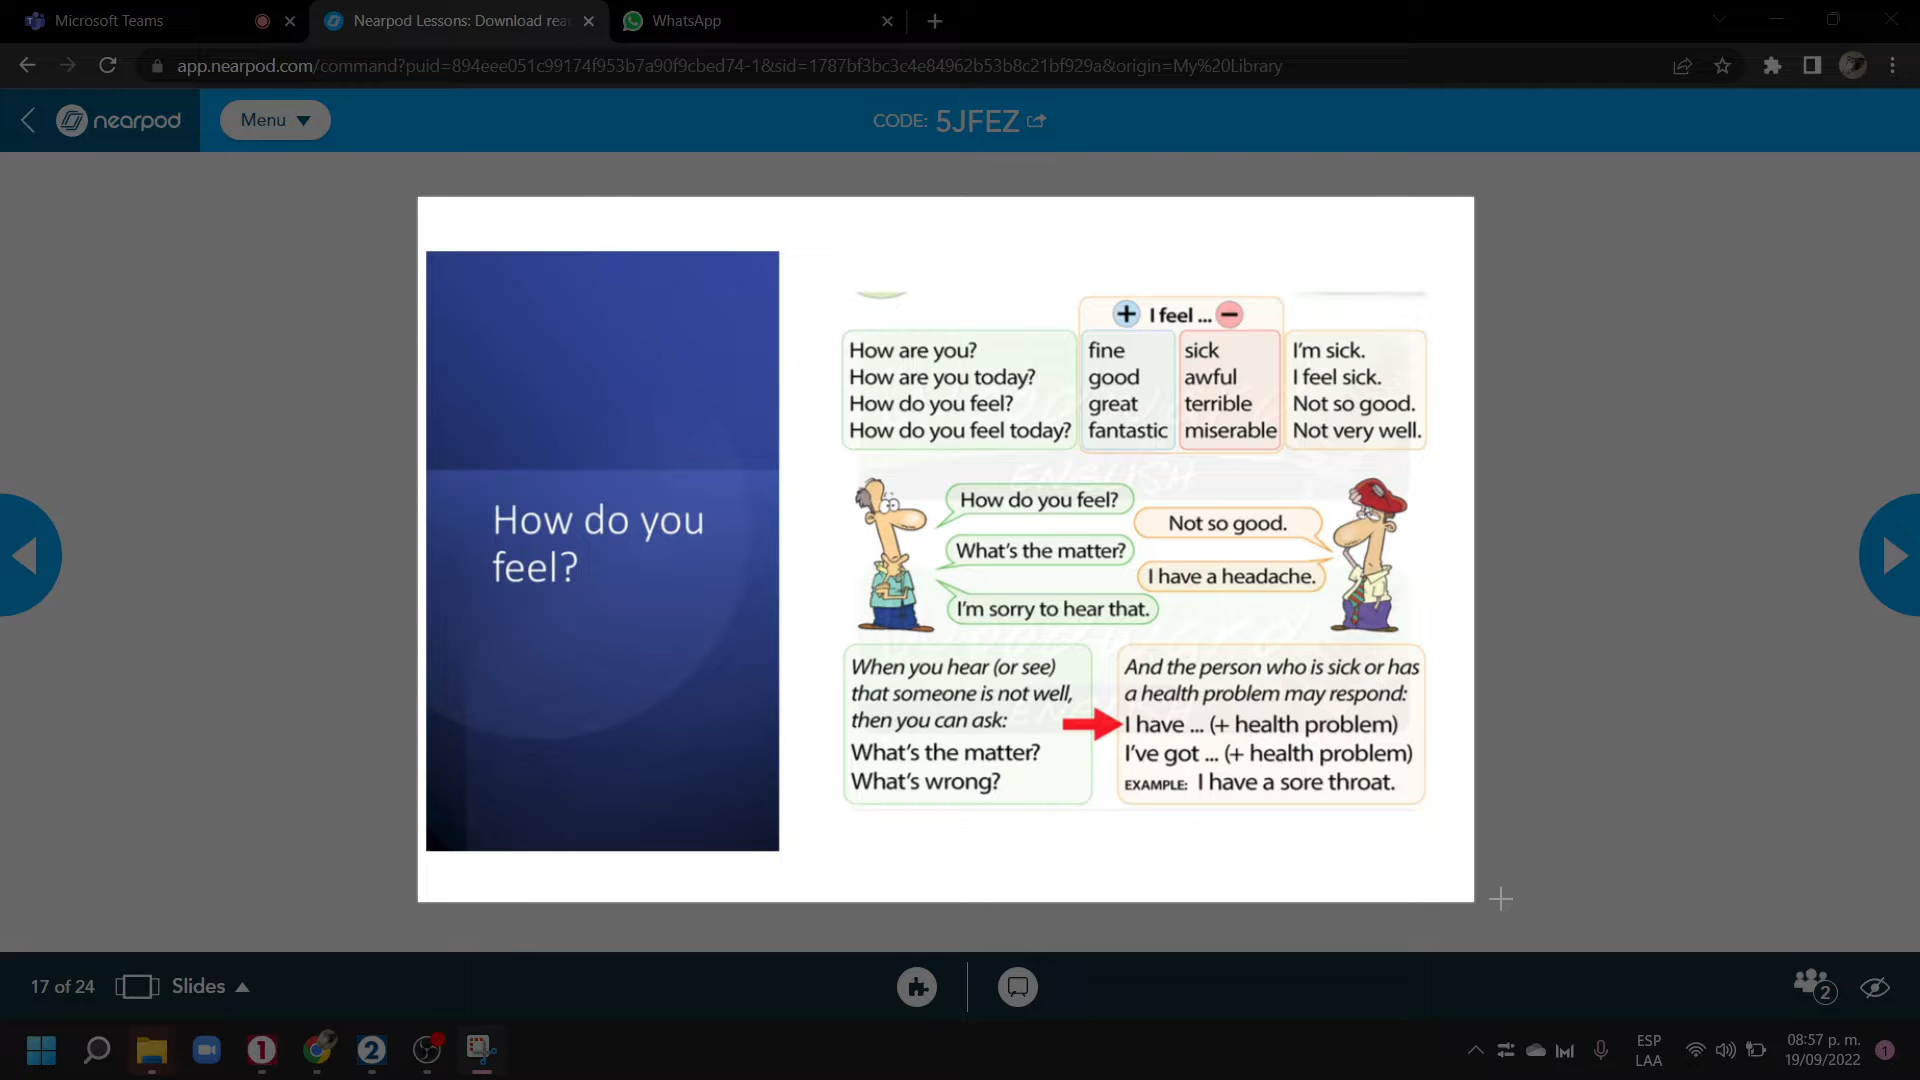 Microsoft Teams
Nearpod Lessons: Download rea
WhatsApp
app.nearpod.com/command?puid=894eee051c99174f953b7a90f9cbed74-1&sid=1787bf3bc3c4e84962b53b8c21bf929a&origin=My%20Library
nearpod
Menu
CODE: 5JFEZ
How do you
feel?
+ I feel ... −
How are you?
How are you today?
How do you feel?
How do you feel today?
fine
good
great
fantastic
sick
awful
terrible
miserable
I'm sick.
I feel sick.
Not so good.
Not very well.
ENGLISH
How do you feel?
Not so good.
What's the matter?
I have a headache.
I'm sorry to hear that.
When you hear (or see)
that someone is not well,
then you can ask:
What's the matter?
What's wrong?
And the person who is sick or has
a health problem may respond:
I have ... (+ health problem)
I've got ... (+ health problem)
EXAMPLE: I have a sore throat.
17 of 24
Slides
2
1
2
ESP
LAA
08:57 p. m.
19/09/2022
1